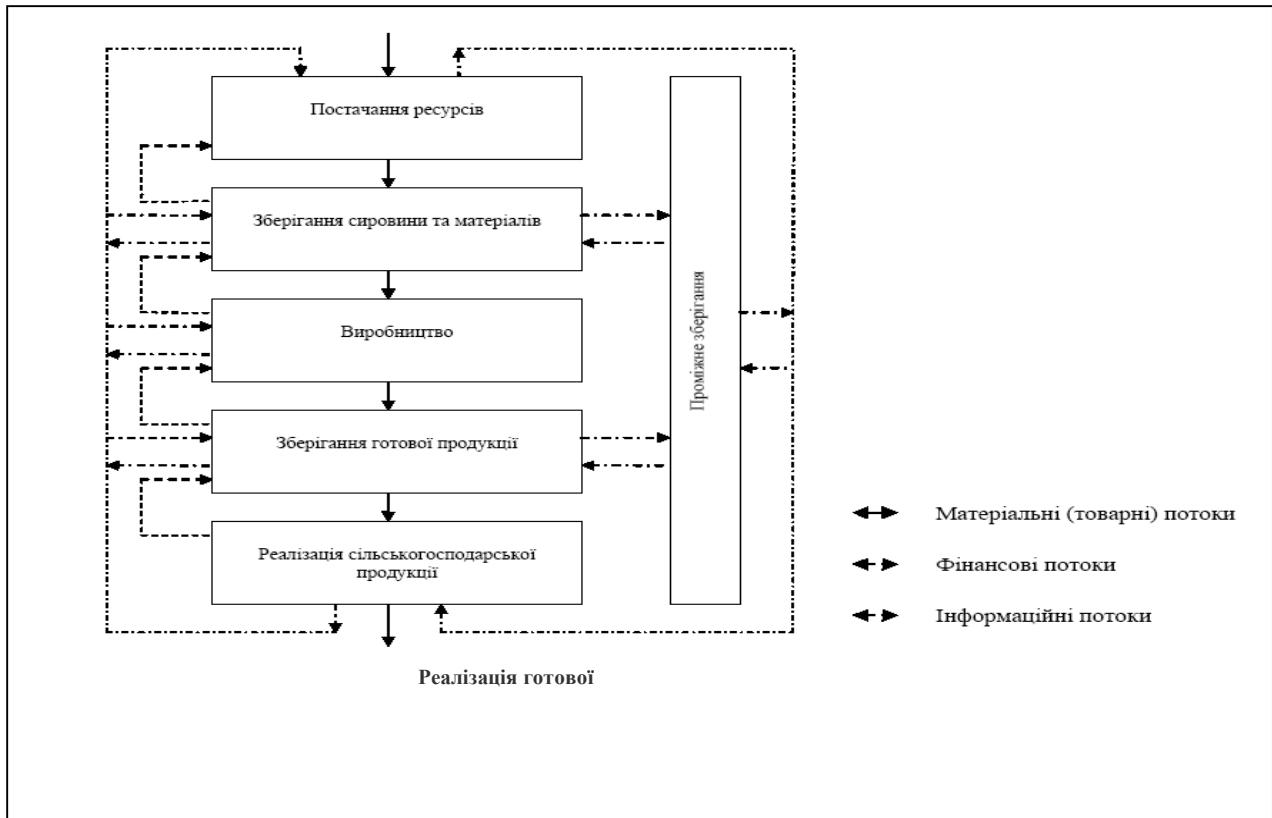 Постачання ресурсів
Зберігання сировини та матеріалів
Виробництво
Зберігання готової продукції
Реалізація сільськогосподарської
продукції
Проміжне зберігання
Матеріальні (товарні) потоки
Фінансові потоки
Інформаційні потоки
Реалізація готової